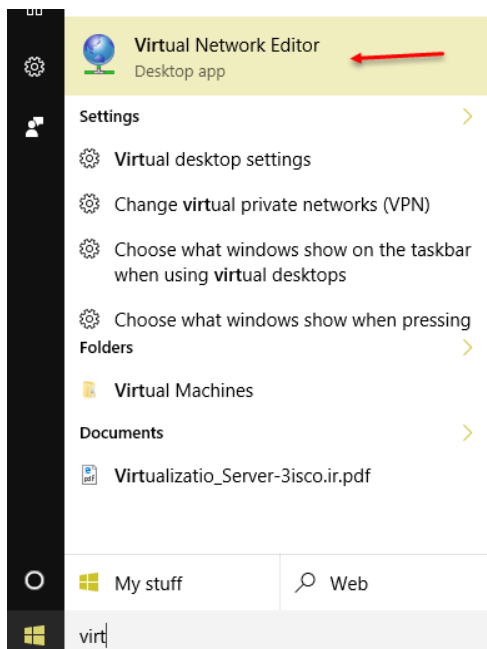 Virtual Network Editor
Desktop app
Settings
Virtual desktop settings
Change virtual private networks (VPN)
Choose what windows show on the taskbar
when using virtual desktops
Choose what windows show when pressing
Folders
Virtual Machines
Documents
Virtualizatio_Server-3isco.ir.pdf
My stuff
Web
virt